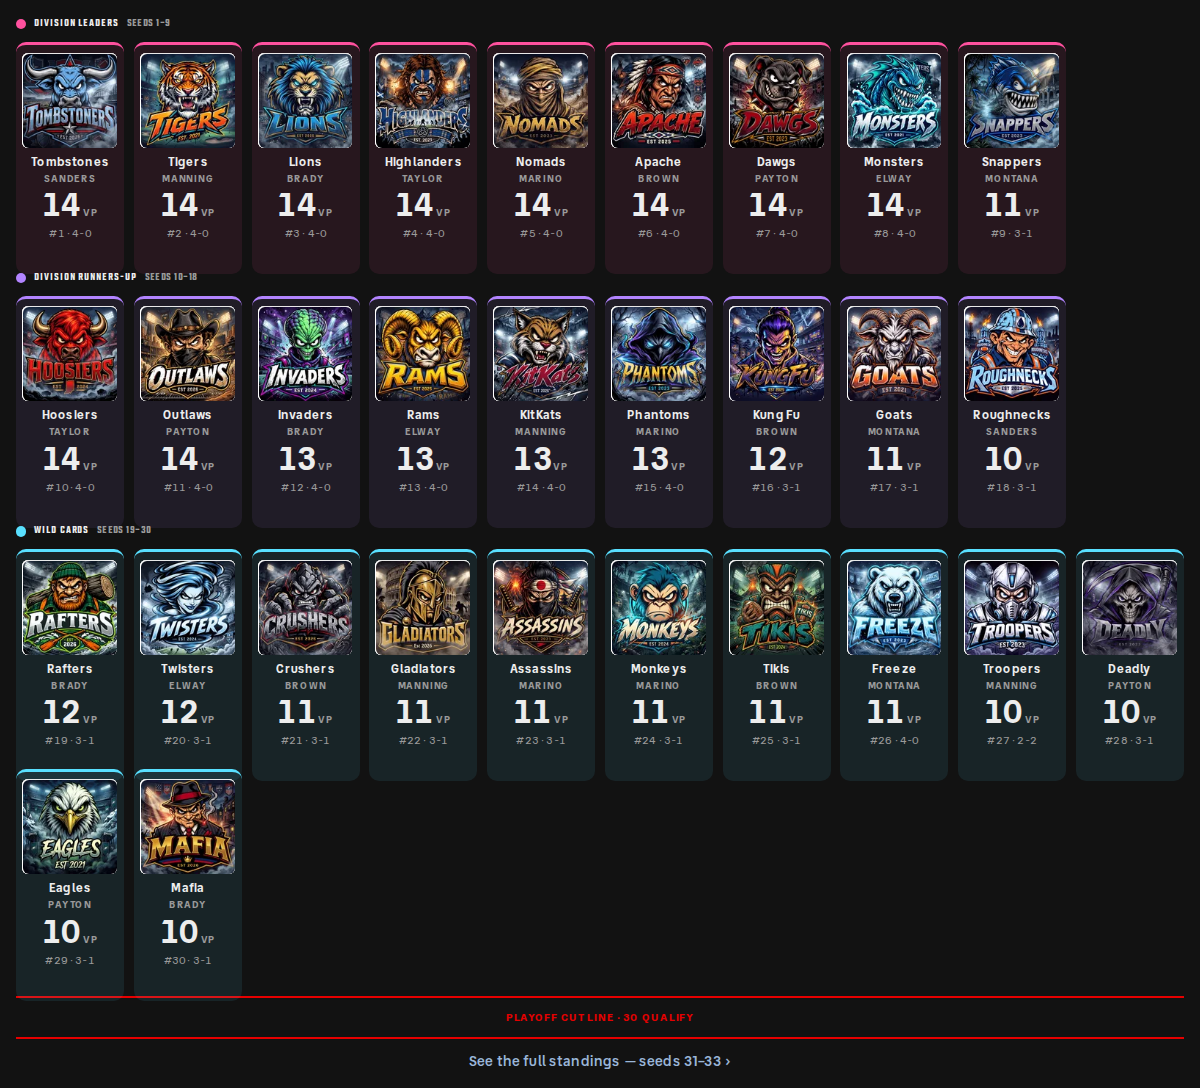 DIVISION LEADERS SEEDS 1–9
TOMBSTONERS TIGERS LIONS HIGHLANDERS NOMADS APACHE DAWGS MONSTERS SNAPPERS
Tombstones Tigers Lions Highlanders Nomads Apache Dawgs Monsters Snappers
SANDERS MANNING BRADY TAYLOR MARINO BROWN PAYTON ELWAY MONTANA
14 VP 14 VP 14 VP 14 VP 14 VP 14 VP 14 VP 14 VP 11 VP
#1 · 4-0 #2 · 4-0 #3 · 4-0 #4 · 4-0 #5 · 4-0 #6 · 4-0 #7 · 4-0 #8 · 4-0 #9 · 3-1
DIVISION RUNNERS-UP SEEDS 10–18
HOOSIERS OUTLAWS INVADERS RAMS KitKats PHANTOMS KUNG FU GOATS ROUGHNECKS
Hoosiers Outlaws Invaders Rams KitKats Phantoms Kung Fu Goats Roughnecks
TAYLOR PAYTON BRADY ELWAY MANNING MARINO BROWN MONTANA SANDERS
14 VP 14 VP 13 VP 13 VP 13 VP 13 VP 12 VP 11 VP 10 VP
#10 · 4-0 #11 · 4-0 #12 · 4-0 #13 · 4-0 #14 · 4-0 #15 · 4-0 #16 · 3-1 #17 · 3-1 #18 · 3-1
WILD CARDS SEEDS 19–30
RAFTERS TWISTERS CRUSHERS GLADIATORS ASSASSINS MONKEYS TIKIS FREEZE TROOPERS DEADLY
Rafters Twisters Crushers Gladiators Assassins Monkeys Tikis Freeze Troopers Deadly
BRADY ELWAY BROWN MANNING MARINO MARINO BROWN MONTANA MANNING PAYTON
12 VP 12 VP 11 VP 11 VP 11 VP 11 VP 11 VP 11 VP 10 VP 10 VP
#19 · 3-1 #20 · 3-1 #21 · 3-1 #22 · 3-1 #23 · 3-1 #24 · 3-1 #25 · 3-1 #26 · 4-0 #27 · 2-2 #28 · 3-1
EAGLES MAFIA
EST 2021
Eagles Mafia
PAYTON BRADY
10 VP 10 VP
#29 · 3-1 #30 · 3-1
PLAYOFF CUT LINE · 30 QUALIFY
See the full standings — seeds 31–33 ›